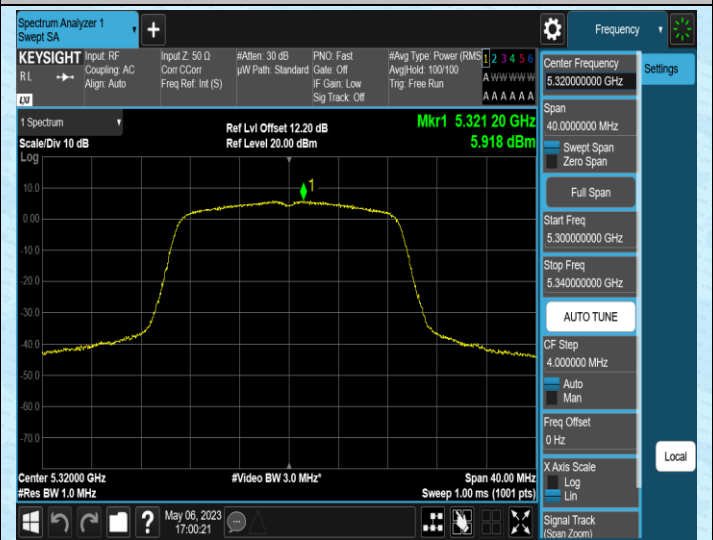 Spectrum Analyzer 1
Swept SA
+
Frequency
KEYSIGHT
Input: RF
Coupling: AC
Align: Auto
Input Z: 50 Ω
Corr CCorr
Freq Ref: Int (S)
#Atten: 30 dB
µW Path: Standard
PNO: Fast
Gate: Off
IF Gain: Low
Sig Track: Off
#Avg Type: Power (RMS
Avg|Hold: 100/100
Trig: Free Run
1 2 3 4 5 6
A W W W W W
A A A A A A
R L
LXI
1 Spectrum
Scale/Div 10 dB
Log
Ref Lvl Offset 12.20 dB
Ref Level 20.00 dBm
Mkr1 5.321 20 GHz
5.918 dBm
1
10.0
0.00
-10.0
-20.0
-30.0
-40.0
-50.0
-60.0
-70.0
Center 5.32000 GHz
#Res BW 1.0 MHz
#Video BW 3.0 MHz*
Span 40.00 MHz
Sweep 1.00 ms (1001 pts)
May 06, 2023
17:00:21
?
Center Frequency
5.320000000 GHz
Settings
Span
40.0000000 MHz
Swept Span
Zero Span
Full Span
Start Freq
5.300000000 GHz
Stop Freq
5.340000000 GHz
AUTO TUNE
CF Step
4.000000 MHz
Auto
Man
Freq Offset
0 Hz
X Axis Scale
Log
Lin
Local
Signal Track
(Span Zoom)